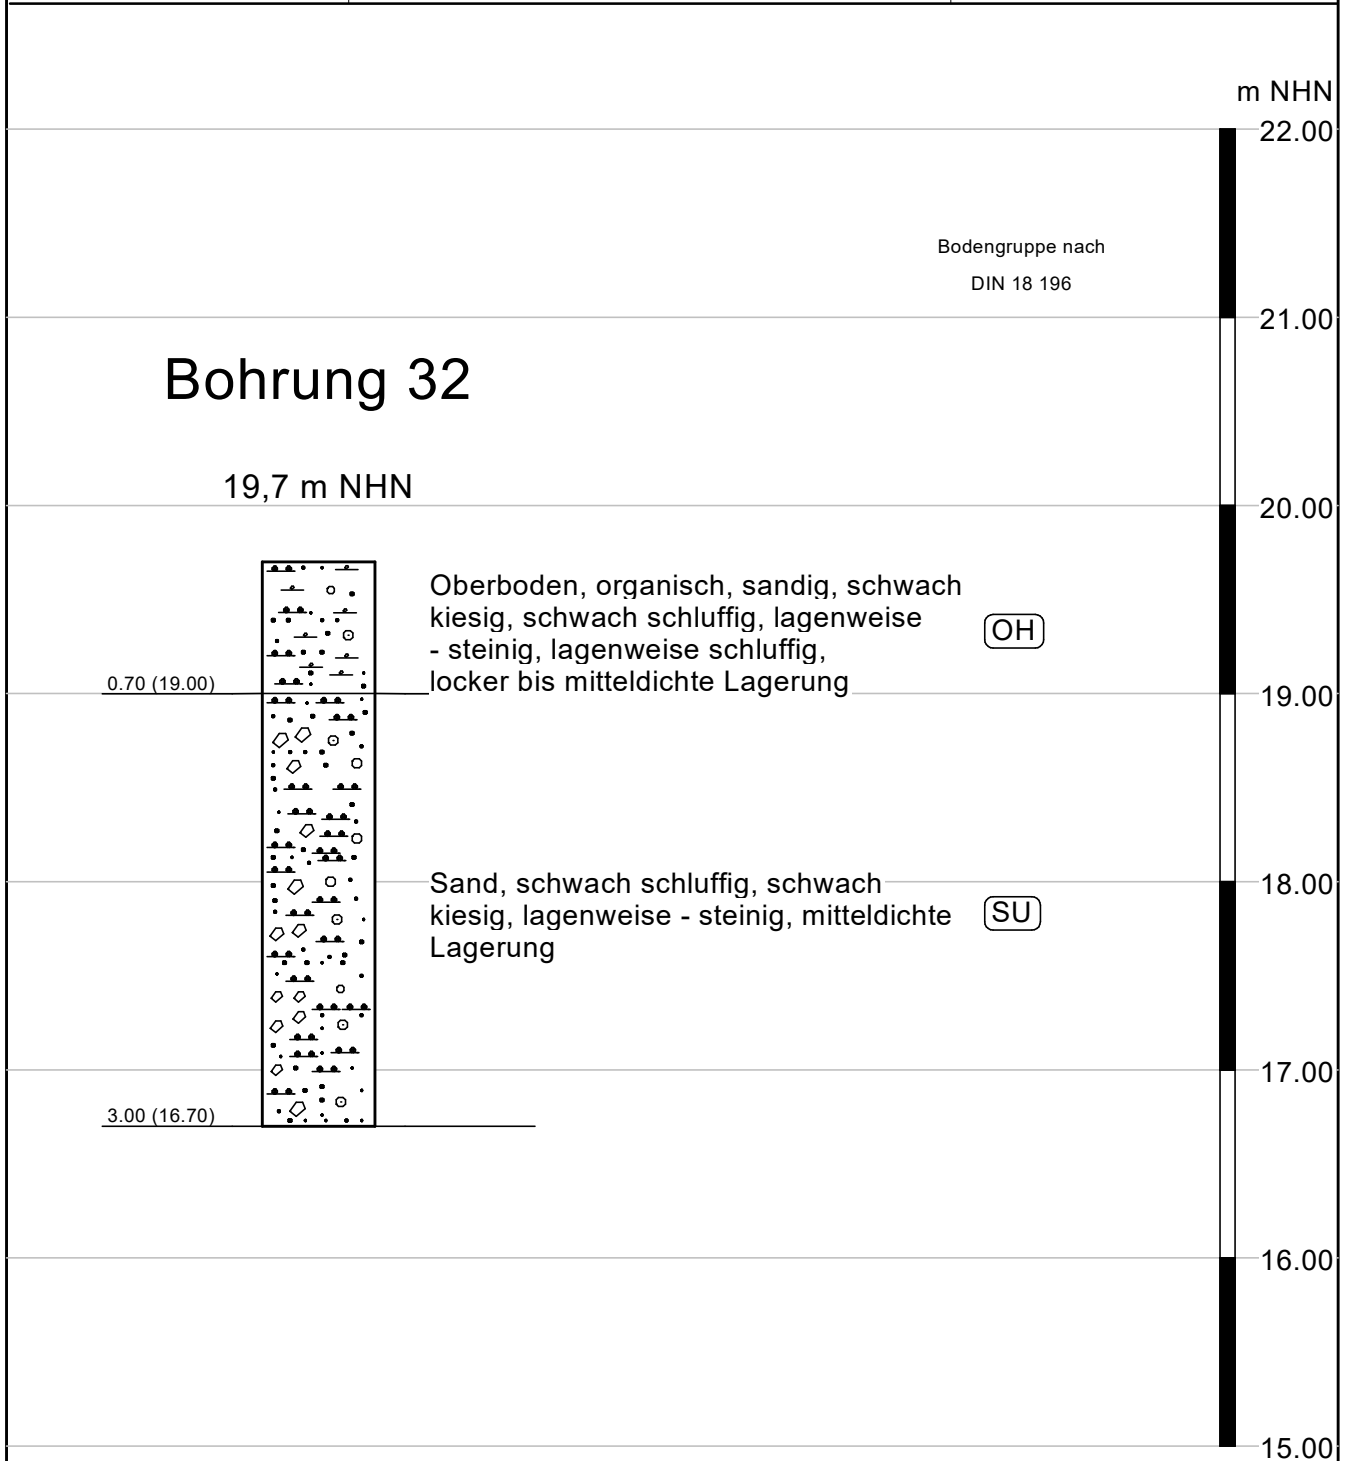 m NHN
22.00
Bodengruppe nach
DIN 18 196
21.00
Bohrung 32
19,7 m NHN
20.00
Oberboden, organisch, sandig, schwach
kiesig, schwach schluffig, lagenweise
- steinig, lagenweise schluffig,
locker bis mitteldichte Lagerung
OH
0.70 (19.00)
19.00
Sand, schwach schluffig, schwach
kiesig, lagenweise - steinig, mitteldichte
Lagerung
SU
18.00
17.00
3.00 (16.70)
16.00
15.00